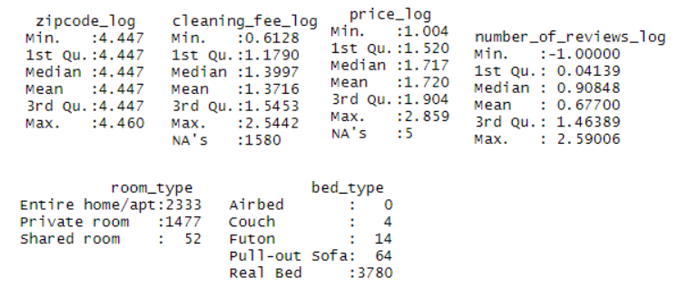 zipcode_log
Min.   :4.447
1st Qu.:4.447
Median :4.447
Mean   :4.447
3rd Qu.:4.447
Max.   :4.460
cleaning_fee_log
Min.   :0.6128
1st Qu.:1.1790
Median :1.3997
Mean   :1.3716
3rd Qu.:1.5453
Max.   :2.5442
NA's   :1580
price_log
Min.   :1.004
1st Qu.:1.520
Median :1.717
Mean   :1.720
3rd Qu.:1.904
Max.   :2.859
NA's   :5
number_of_reviews_log
Min.   :-1.00000
1st Qu.: 0.04139
Median : 0.90848
Mean   : 0.67700
3rd Qu.: 1.46389
Max.   : 2.59006
room_type
Entire home/apt:2333
Private room   :1477
Shared room    :  52
bed_type
Airbed       :   0
Couch        :   4
Futon        :  14
Pull-out Sofa:  64
Real Bed     :3780